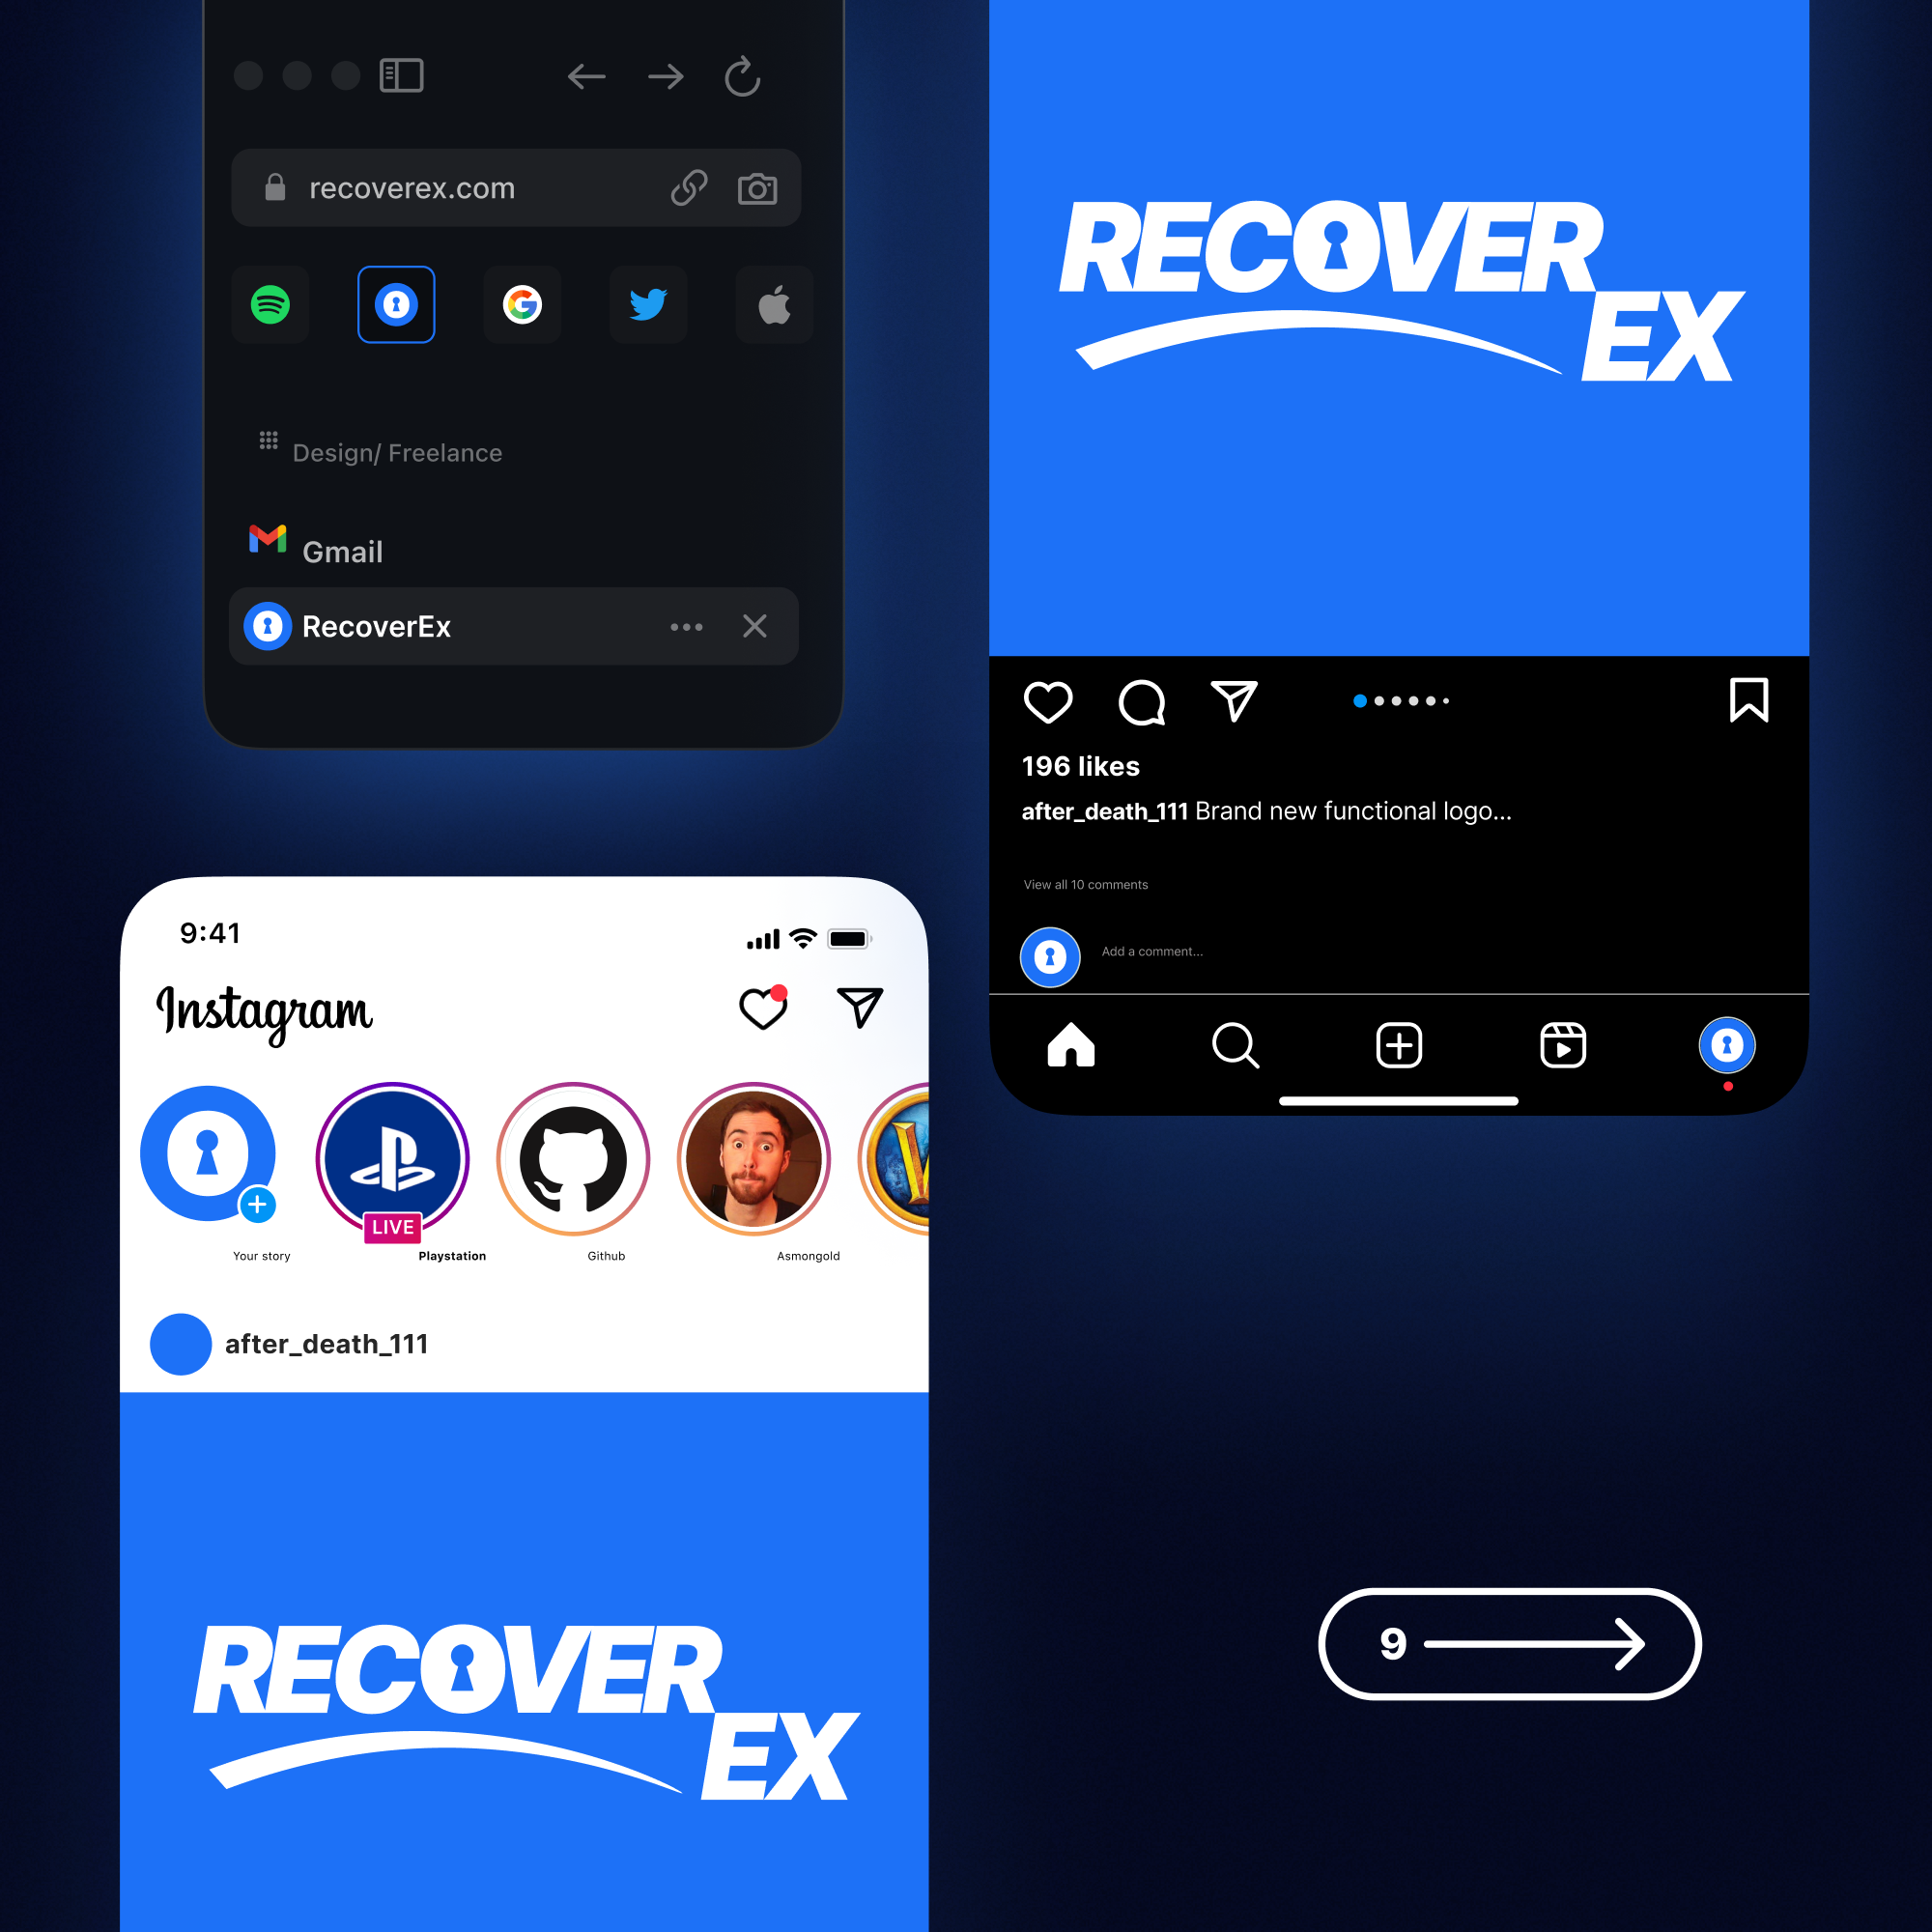 recoverex.com
Design/ Freelance
Gmail
RecoverEx
RECOVER
EX
196 likes
after_death_111 Brand new functional logo...
View all 10 comments
Add a comment...
9:41
Instagram
LIVE
Your story
Playstation
Github
Asmongold
after_death_111
RECOVER
EX
9